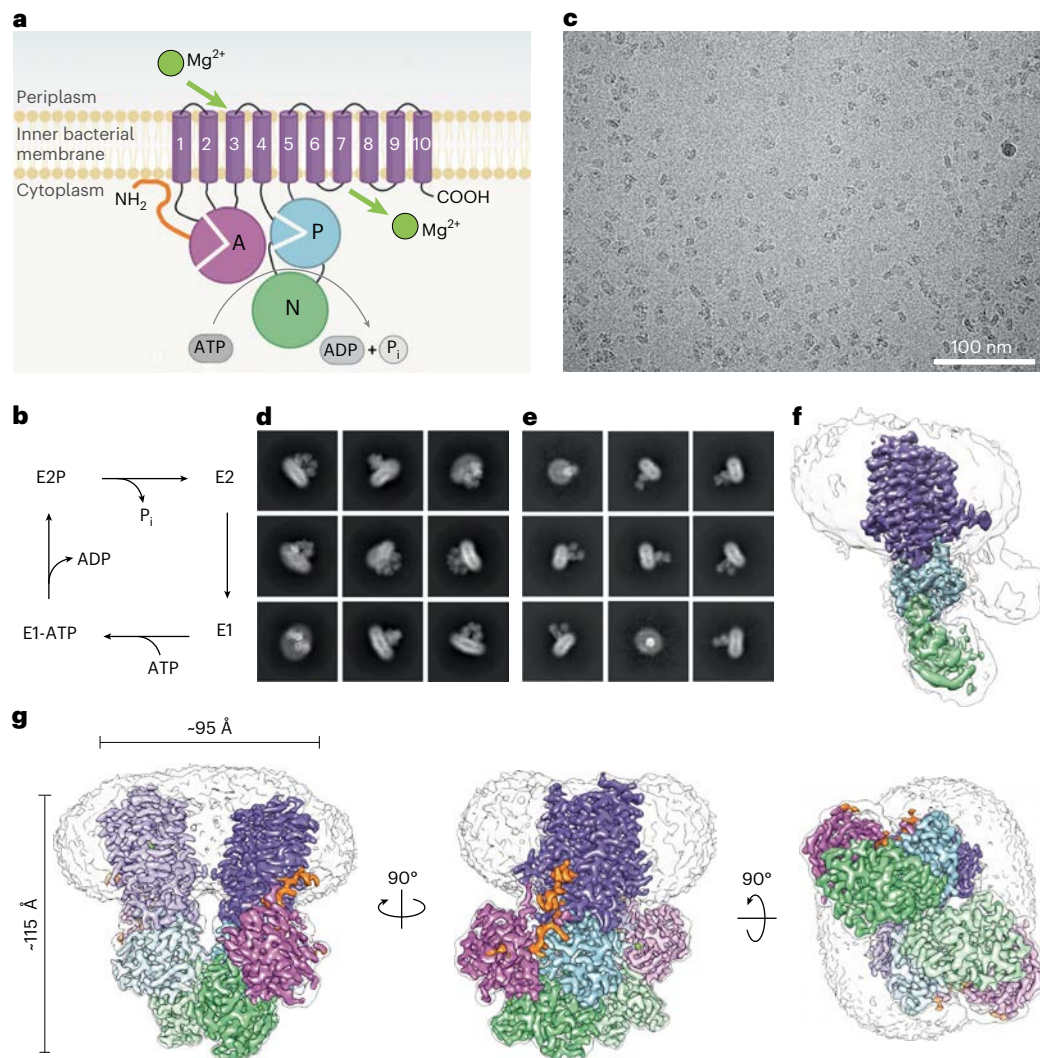 a
Mg2+
Periplasm
Inner bacterial
membrane
1 2 3 4 5 6 7 8 9 10
Cytoplasm
NH2
COOH
Mg2+
A
P
N
ATP
ADP + Pi
c
100 nm
b
E2P
E2
Pi
ADP
E1-ATP
E1
ATP
d
e
f
g
~95 Å
~115 Å
90°
90°